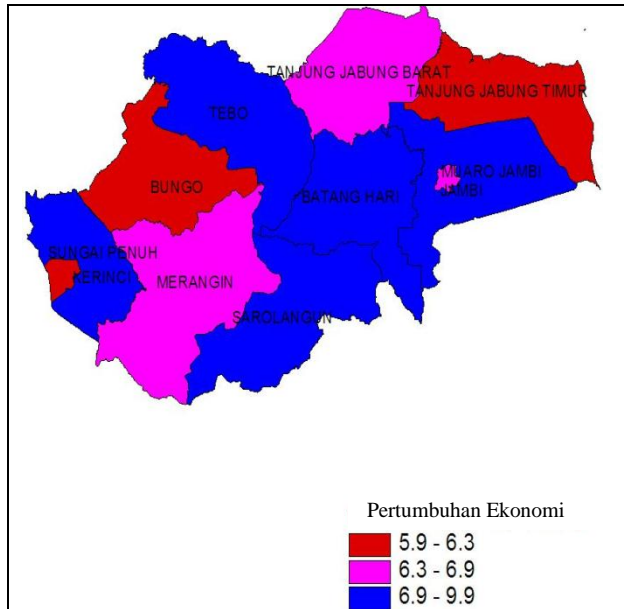 TANJUNG JABUNG BARAT
TANJUNG JABUNG TIMUR
TEBO
BUNGO
MUARO JAMBI
JAMBI
BATANG HARI
SUNGAI PENUH
KERINCI
MERANGIN
SAROLANGUN
Pertumbuhan Ekonomi
5.9 - 6.3
6.3 - 6.9
6.9 - 9.9